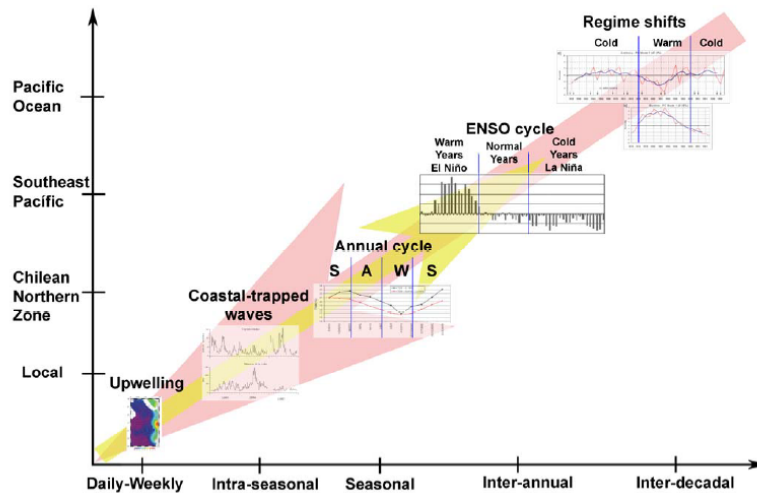 Regime shifts
Cold Warm Cold
Pacific
Ocean
ENSO cycle
Warm
Years
El Niño
Normal
Years
Cold
Years
La Niña
Southeast
Pacífic
Annual cycle
S A W S
Chilean
Northern
Zone
Coastal-trapped
waves
Local
Upwelling
Daily-Weekly Intra-seasonal Seasonal Inter-annual Inter-decadal